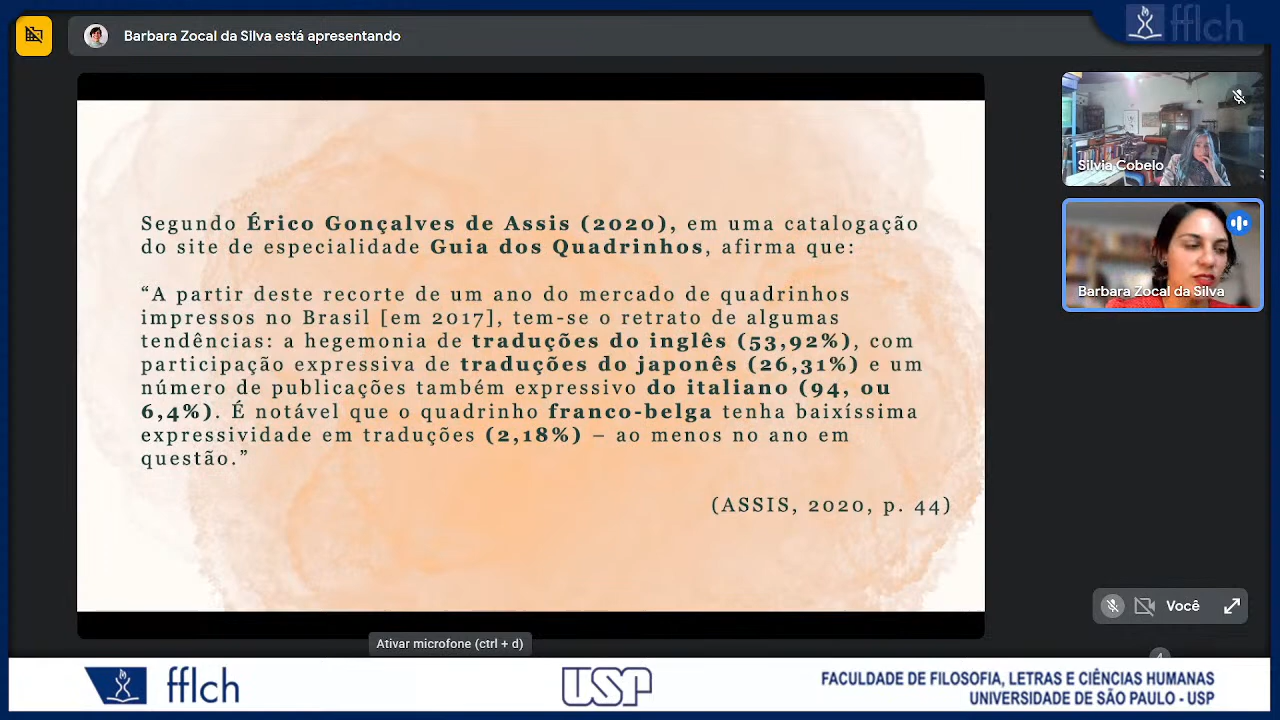 Barbara Zocal da Silva está apresentando
fflch
Silvia Cobelo
Barbara Zocal da Silva
Segundo Érico Gonçalves de Assis (2020), em uma catalogação
do site de especialidade Guia dos Quadrinhos, afirma que:
“A partir deste recorte de um ano do mercado de quadrinhos
impressos no Brasil [em 2017], tem-se o retrato de algumas
tendências: a hegemonia de traduções do inglês (53,92%), com
participação expressiva de traduções do japonês (26,31%) e um
número de publicações também expressivo do italiano (94, ou
6,4%). É notável que o quadrinho franco-belga tenha baixíssima
expressividade em traduções (2,18%) – ao menos no ano em
questão.”
(ASSIS, 2020, p. 44)
Você
Ativar microfone (ctrl + d)
fflch
USP
FACULDADE DE FILOSOFIA, LETRAS E CIÊNCIAS HUMANAS
UNIVERSIDADE DE SÃO PAULO - USP